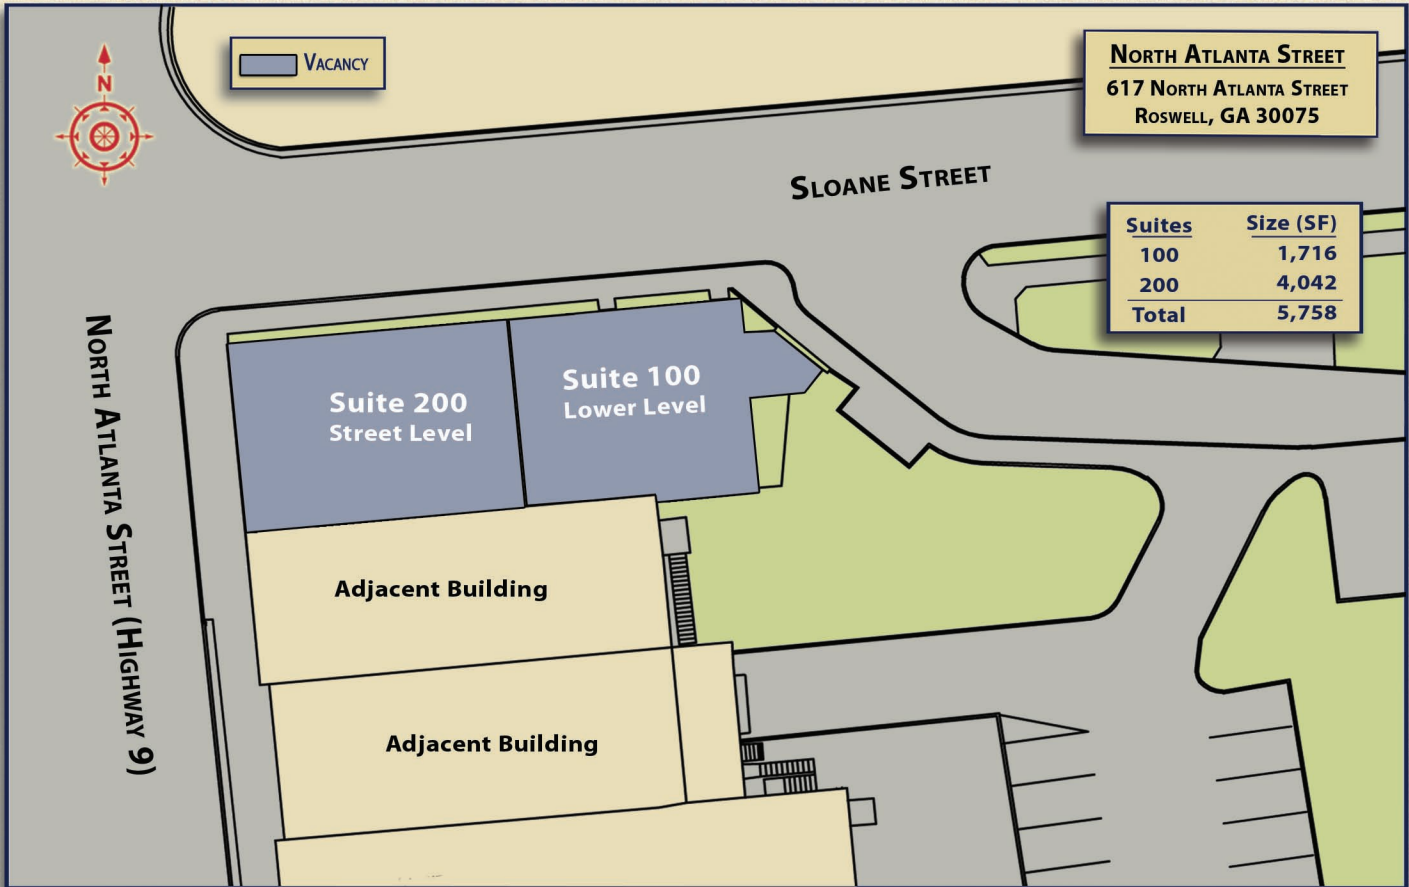 N
VACANCY
NORTH ATLANTA STREET
617 NORTH ATLANTA STREET
ROSWELL, GA 30075
SLOANE STREET
Suites Size (SF)
100 1,716
200 4,042
Total 5,758
NORTH ATLANTA STREET (HIGHWAY 9)
Suite 200
Street Level
Suite 100
Lower Level
Adjacent Building
Adjacent Building